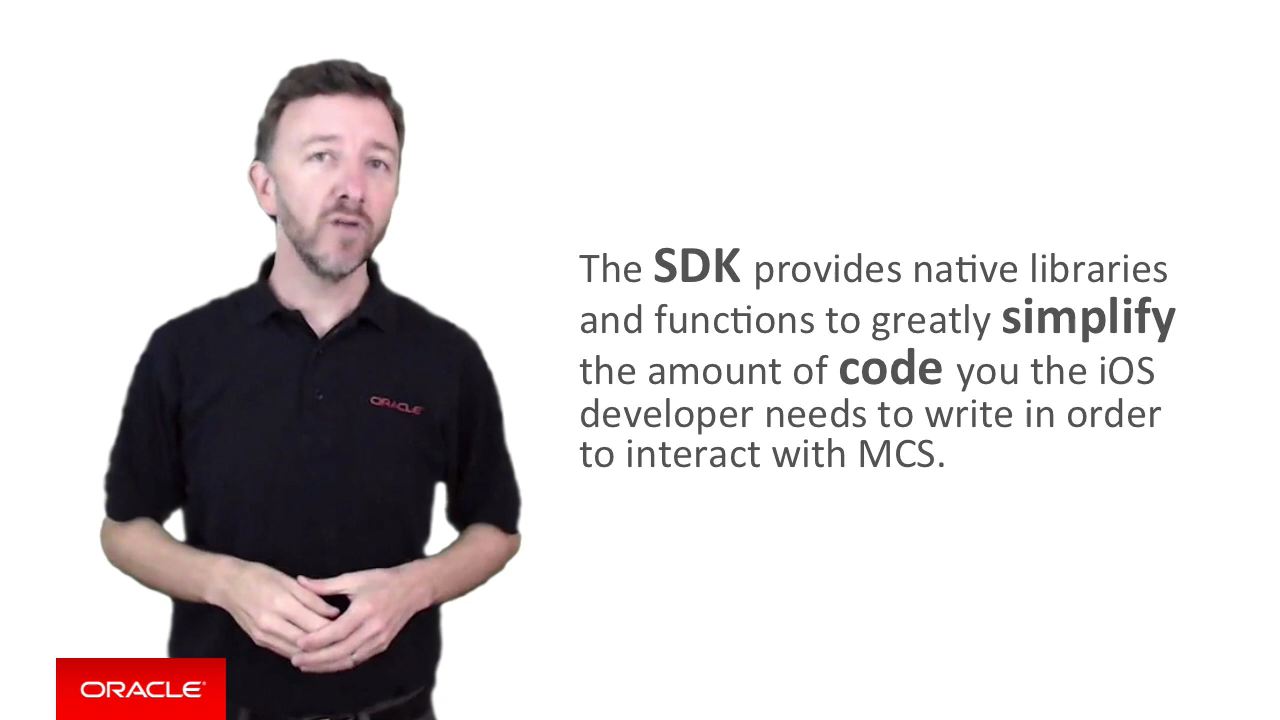 The SDK provides native libraries
and functions to greatly simplify
the amount of code you the iOS
developer needs to write in order
to interact with MCS.
ORACLE
ORACLE®